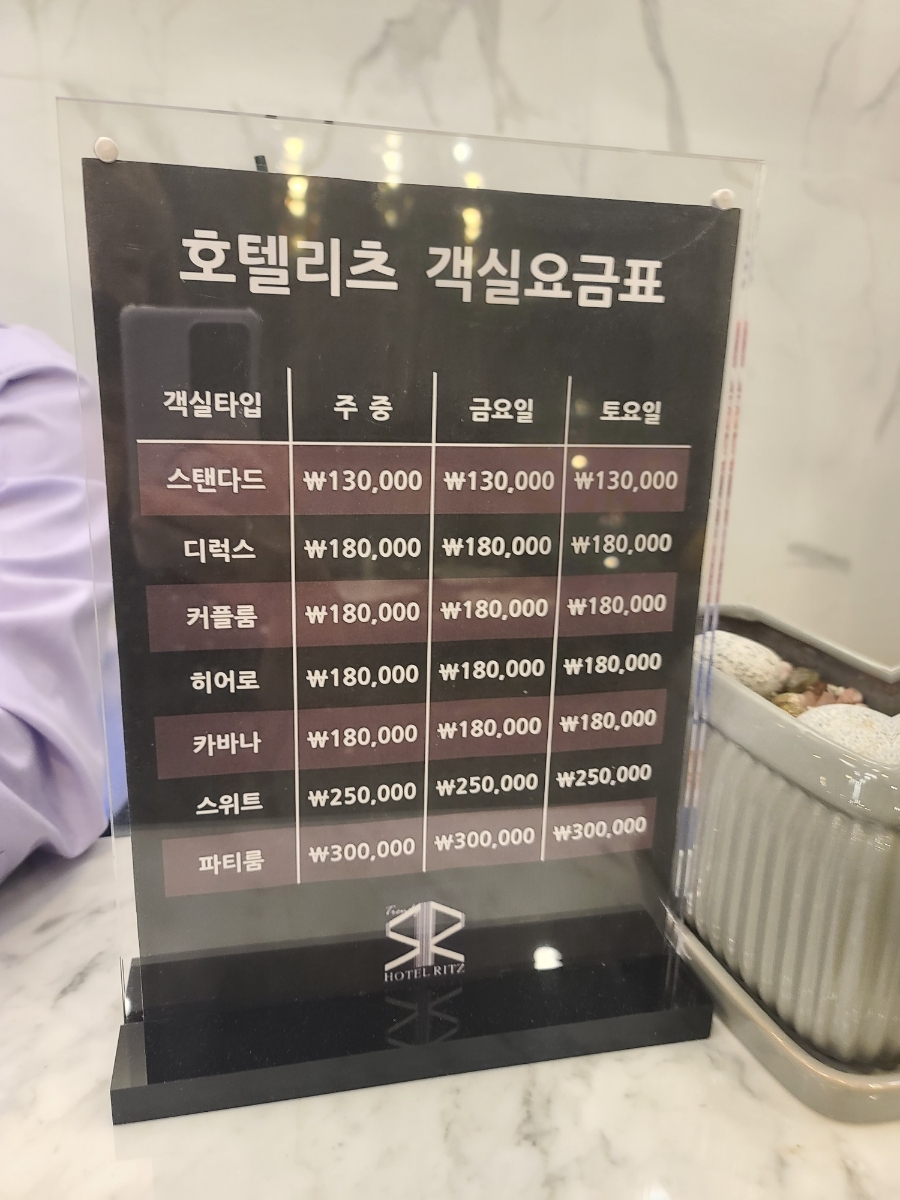 호텔리츠 객실요금표
객실타입 주 중 금요일 토요일
스탠다드 ₩130,000 ₩130,000 ₩130,000
디럭스 ₩180,000 ₩180,000 ₩180,000
커플룸 ₩180,000 ₩180,000 ₩180,000
히어로 ₩180,000 ₩180,000 ₩180,000
카바나 ₩180,000 ₩180,000 ₩180,000
스위트 ₩250,000 ₩250,000 ₩250,000
파티룸 ₩300,000 ₩300,000 ₩300,000
HOTEL RITZ